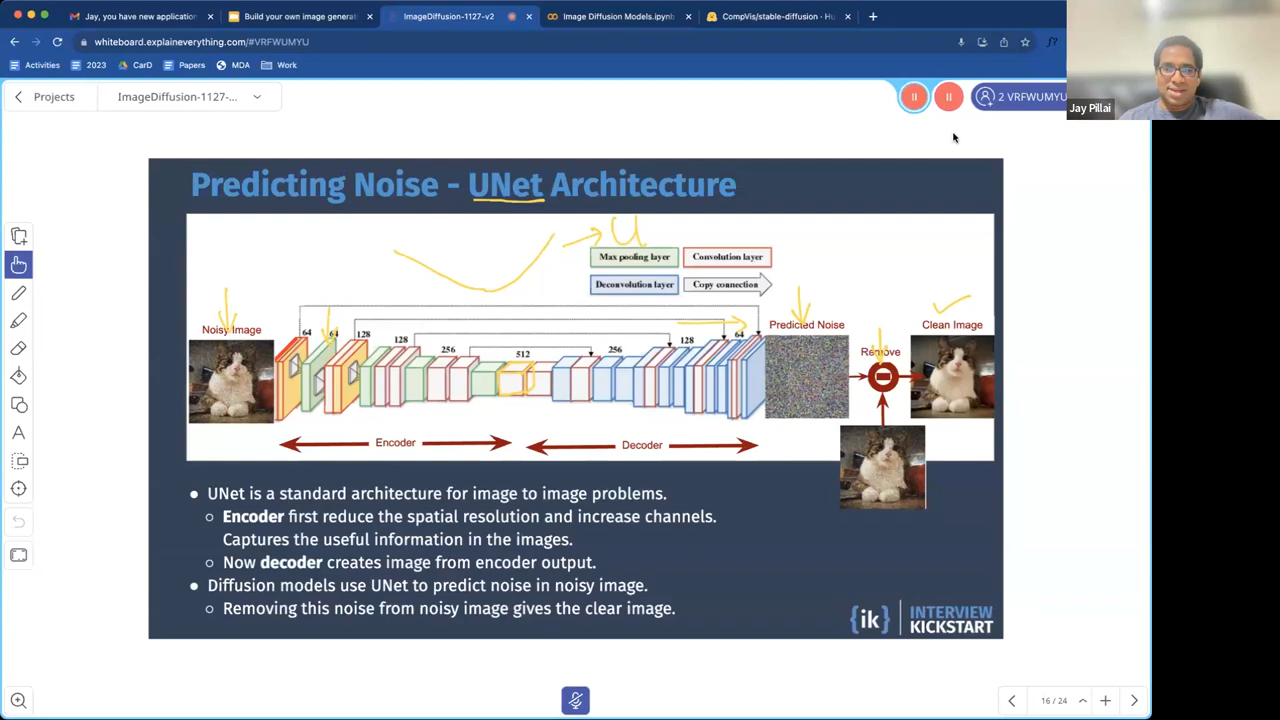 Jay, you have new application
Build your own image generat
ImageDiffusion-1127-v2
Image Diffusion Models.ipynb
CompVis/stable-diffusion · Hu
whiteboard.explaineverything.com/#VRFWUMYU
Activities
2023
CarD
Papers
MDA
Work
Projects
ImageDiffusion-1127-...
2 VRFWUMYU
Jay Pillai
Predicting Noise - UNet Architecture
U
Max pooling layer
Convolution layer
Deconvolution layer
Copy connection
Noisy Image
Predicted Noise
Clean Image
64 64 128 128 256 512 256 128 64
Remove
Encoder
Decoder
• UNet is a standard architecture for image to image problems.
○ Encoder first reduce the spatial resolution and increase channels.
Captures the useful information in the images.
○ Now decoder creates image from encoder output.
• Diffusion models use UNet to predict noise in noisy image.
○ Removing this noise from noisy image gives the clear image.
{ik} INTERVIEW
KICKSTART
16 / 24